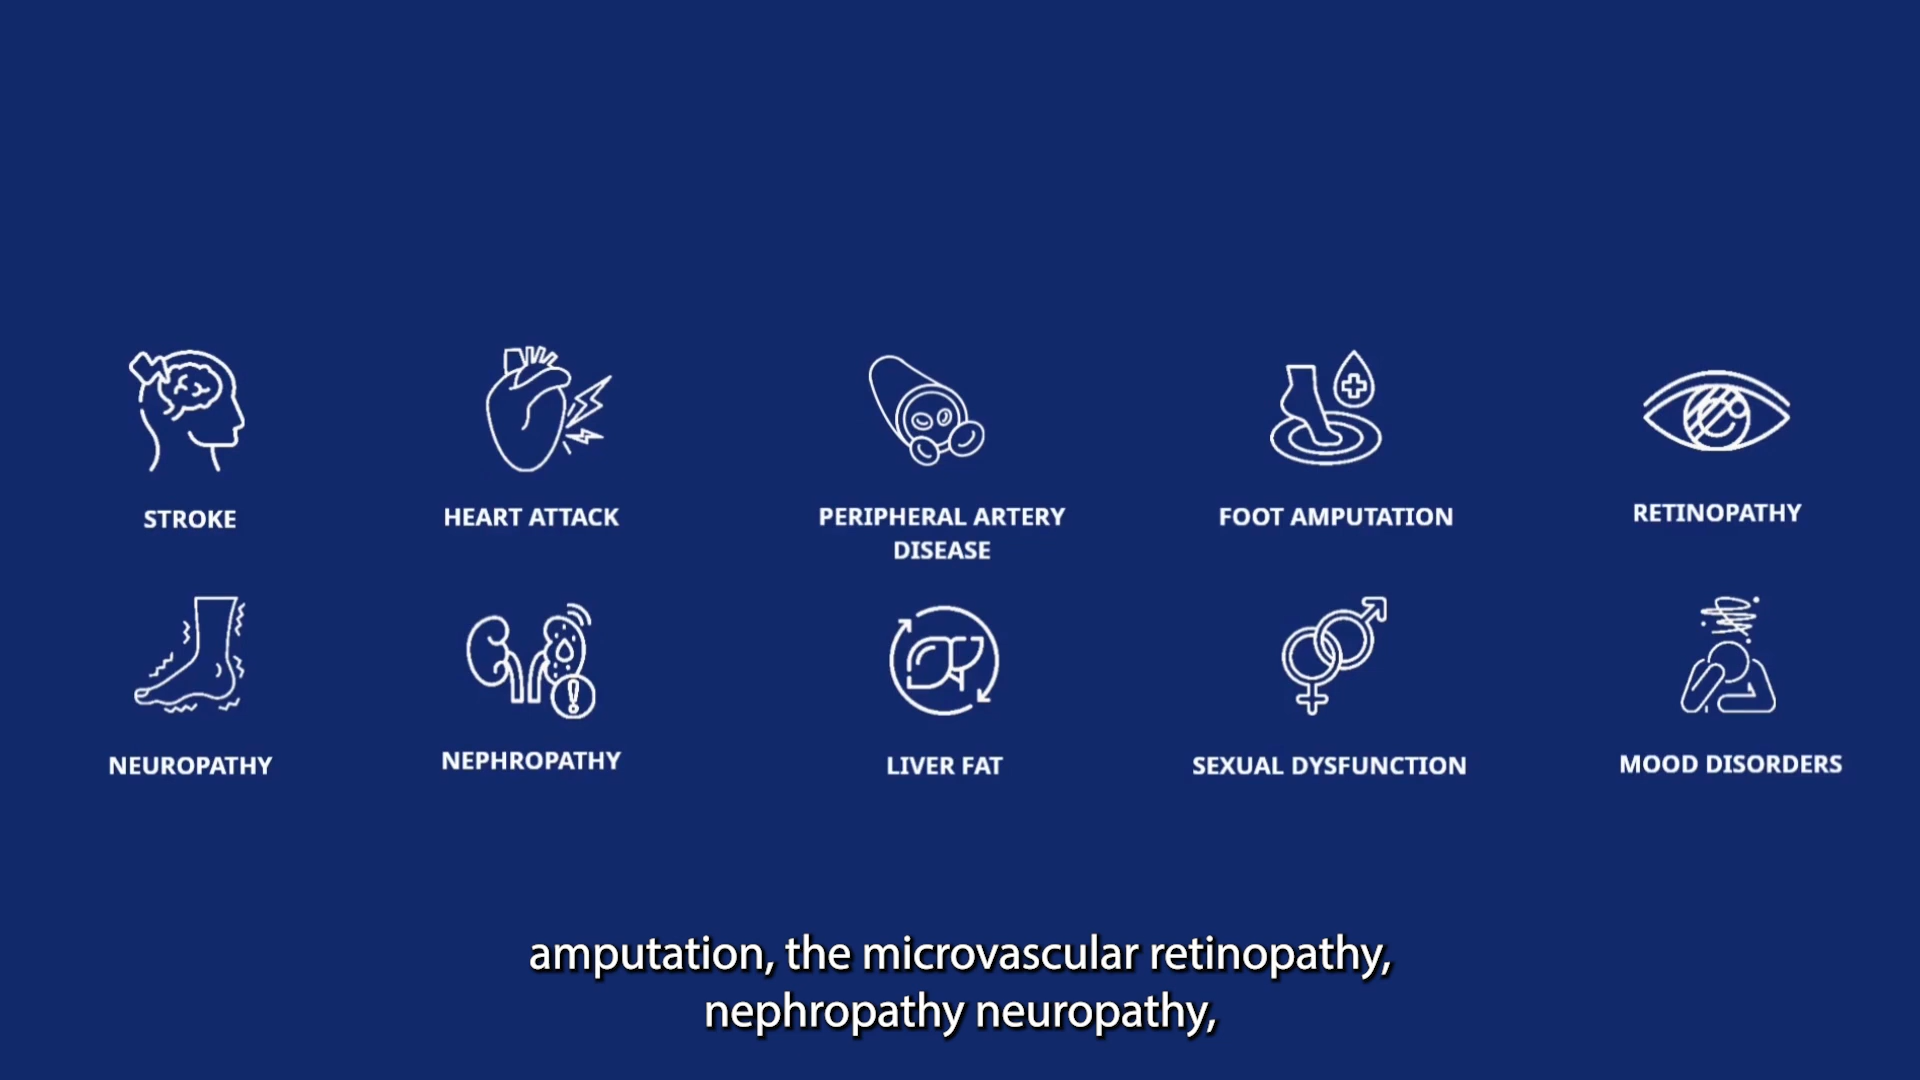 STROKE
HEART ATTACK
PERIPHERAL ARTERY
DISEASE
FOOT AMPUTATION
RETINOPATHY
NEUROPATHY
NEPHROPATHY
LIVER FAT
SEXUAL DYSFUNCTION
MOOD DISORDERS
amputation, the microvascular retinopathy,
nephropathy neuropathy,